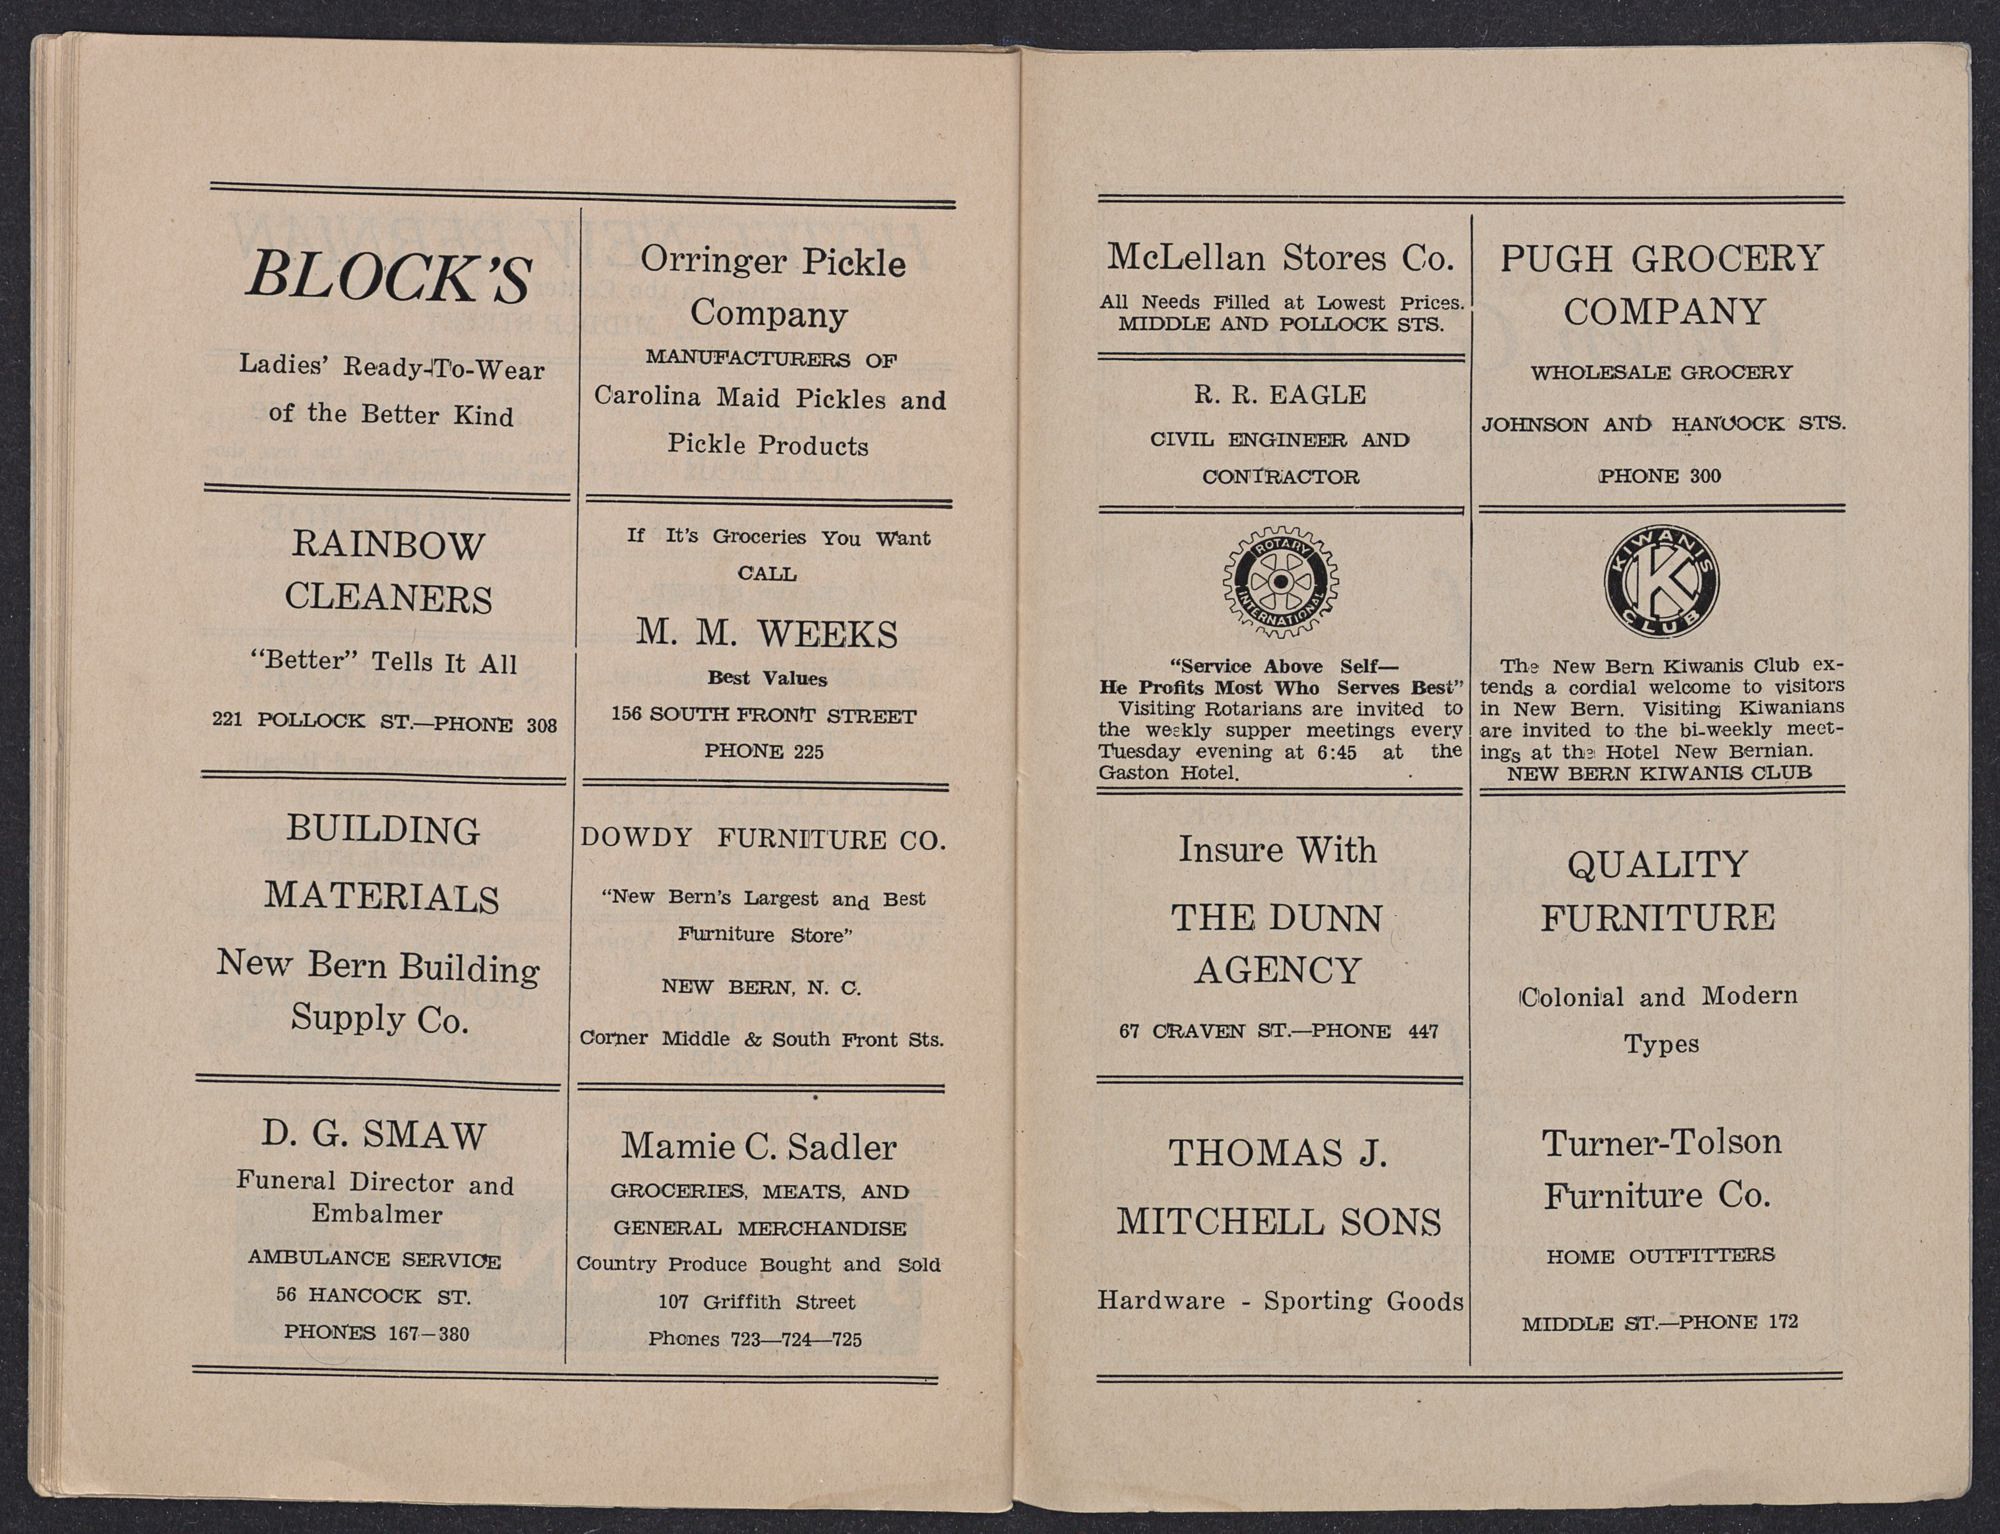 BLOCK'S
Ladies' Ready-To-Wear
of the Better Kind
Orringer Pickle
Company
MANUFACTURERS OF
Carolina Maid Pickles and
Pickle Products
RAINBOW
CLEANERS
"Better" Tells It All
221 POLLOCK ST.—PHONE 308
If It's Groceries You Want
CALL
M. M. WEEKS
Best Values
156 SOUTH FRONT STREET
PHONE 225
BUILDING
MATERIALS
New Bern Building
Supply Co.
DOWDY FURNITURE CO.
"New Bern's Largest and Best
Furniture Store"
NEW BERN, N. C.
Corner Middle & South Front Sts.
D. G. SMAW
Funeral Director and
Embalmer
AMBULANCE SERVICE
56 HANCOCK ST.
PHONES 167—380
Mamie C. Sadler
GROCERIES, MEATS, AND
GENERAL MERCHANDISE
Country Produce Bought and Sold
107 Griffith Street
Phones 723—724—725
McLellan Stores Co.
All Needs Filled at Lowest Prices.
MIDDLE AND POLLOCK STS.
R. R. EAGLE
CIVIL ENGINEER AND
CONTRACTOR
PUGH GROCERY
COMPANY
WHOLESALE GROCERY
JOHNSON AND HANCOCK STS.
PHONE 300
ROTARY
INTERNATIONAL
"Service Above Self—
He Profits Most Who Serves Best"
Visiting Rotarians are invited to
the weekly supper meetings every
Tuesday evening at 6:45 at the
Gaston Hotel.
KIWANIS
K
CLUB
The New Bern Kiwanis Club ex-
tends a cordial welcome to visitors
in New Bern. Visiting Kiwanians
are invited to the bi-weekly meet-
ings at the Hotel New Bernian.
NEW BERN KIWANIS CLUB
Insure With
THE DUNN
AGENCY
67 CRAVEN ST.—PHONE 447
THOMAS J.
MITCHELL SONS
Hardware - Sporting Goods
QUALITY
FURNITURE
Colonial and Modern
Types
Turner-Tolson
Furniture Co.
HOME OUTFITTERS
MIDDLE ST.—PHONE 172